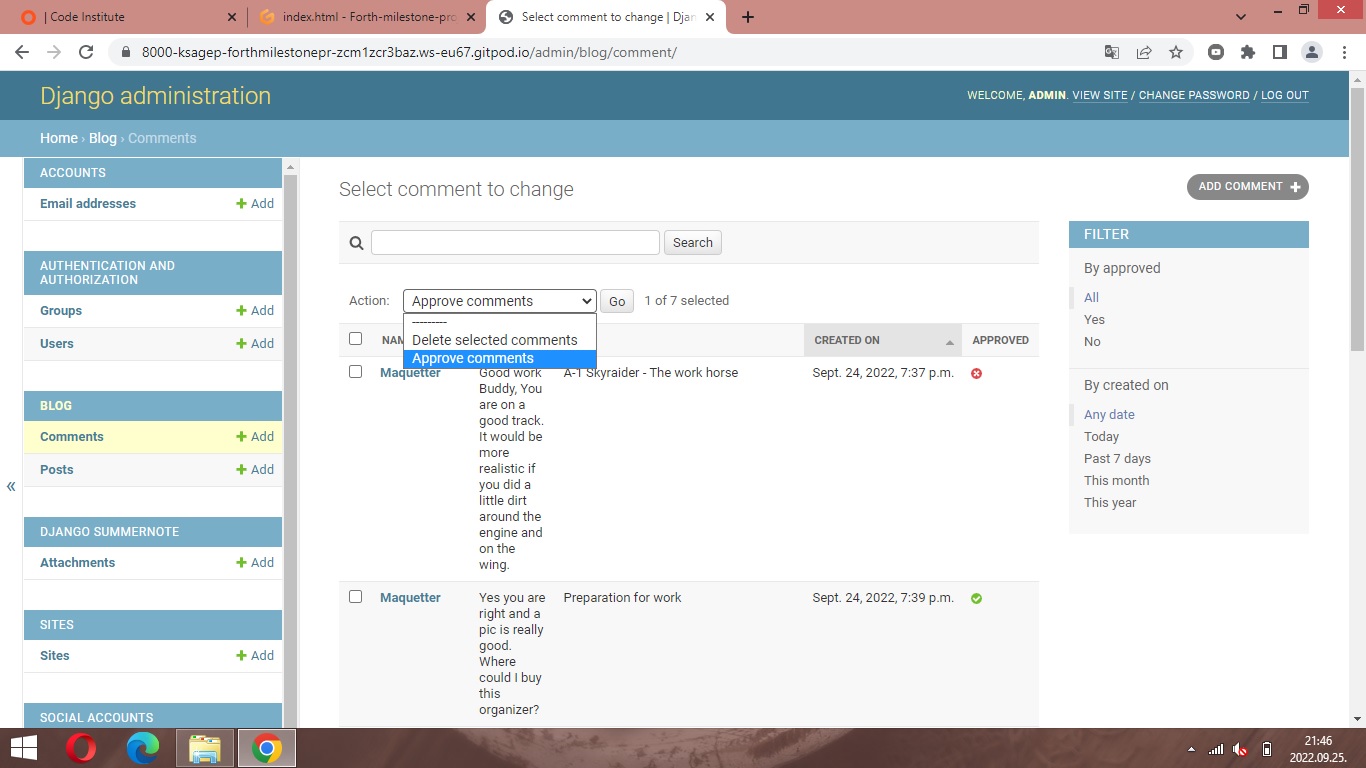 | Code Institute
index.html - Forth-milestone-pro
Select comment to change | Djan
8000-ksagep-forthmilestonepr-zcm1zcr3baz.ws-eu67.gitpod.io/admin/blog/comment/
Django administration
WELCOME, ADMIN. VIEW SITE / CHANGE PASSWORD / LOG OUT
Home › Blog › Comments
ACCOUNTS
Email addresses
Add
AUTHENTICATION AND
AUTHORIZATION
Groups
Add
Users
Add
BLOG
Comments
Add
Posts
Add
«
DJANGO SUMMERNOTE
Attachments
Add
SITES
Sites
Add
SOCIAL ACCOUNTS
Select comment to change
ADD COMMENT
Search
Action:
Approve comments
Go
1 of 7 selected
---------
Delete selected comments
Approve comments
CREATED ON
APPROVED
Maquetter
Good work
Buddy, You
are on a
good track.
It would be
more
realistic if
you did a
little dirt
around the
engine and
on the
wing.
A-1 Skyraider - The work horse
Sept. 24, 2022, 7:37 p.m.
Maquetter
Yes you are
right and a
pic is really
good.
Where
could I buy
this
organizer?
Preparation for work
Sept. 24, 2022, 7:39 p.m.
FILTER
By approved
All
Yes
No
By created on
Any date
Today
Past 7 days
This month
This year
21:46
2022.09.25.